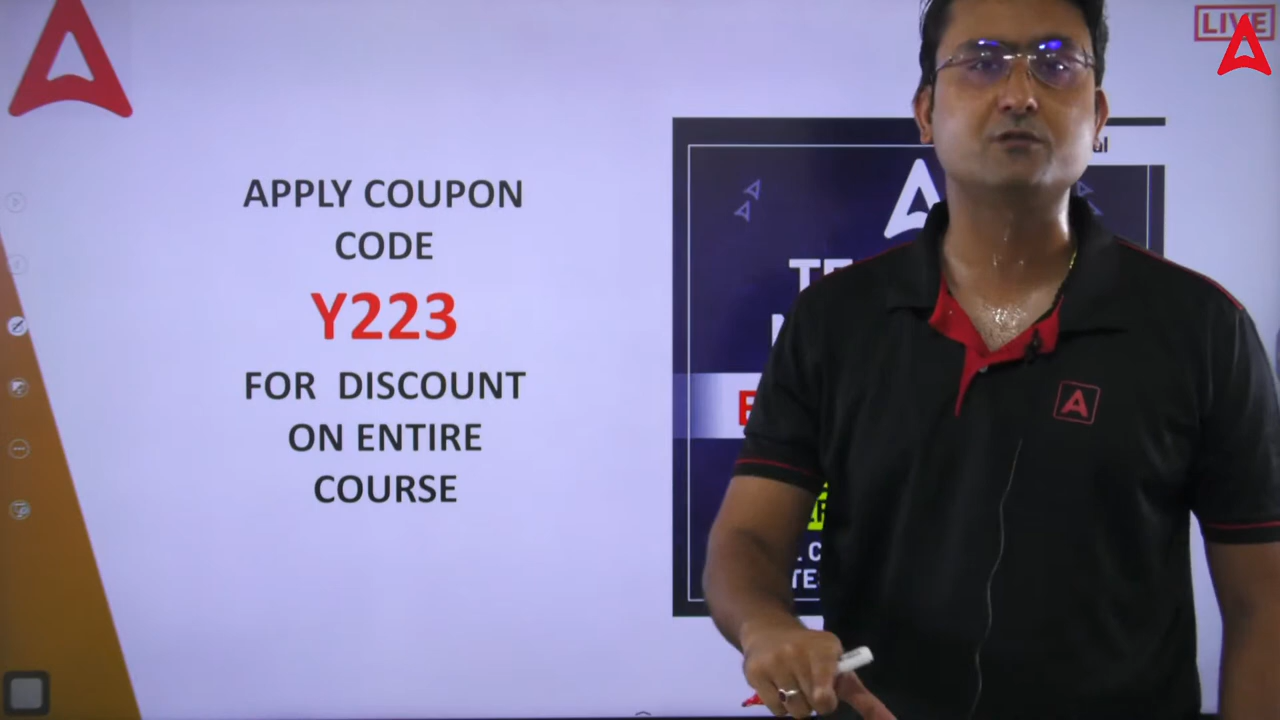 LIVE
APPLY COUPON
CODE
Y223
FOR DISCOUNT
ON ENTIRE
COURSE